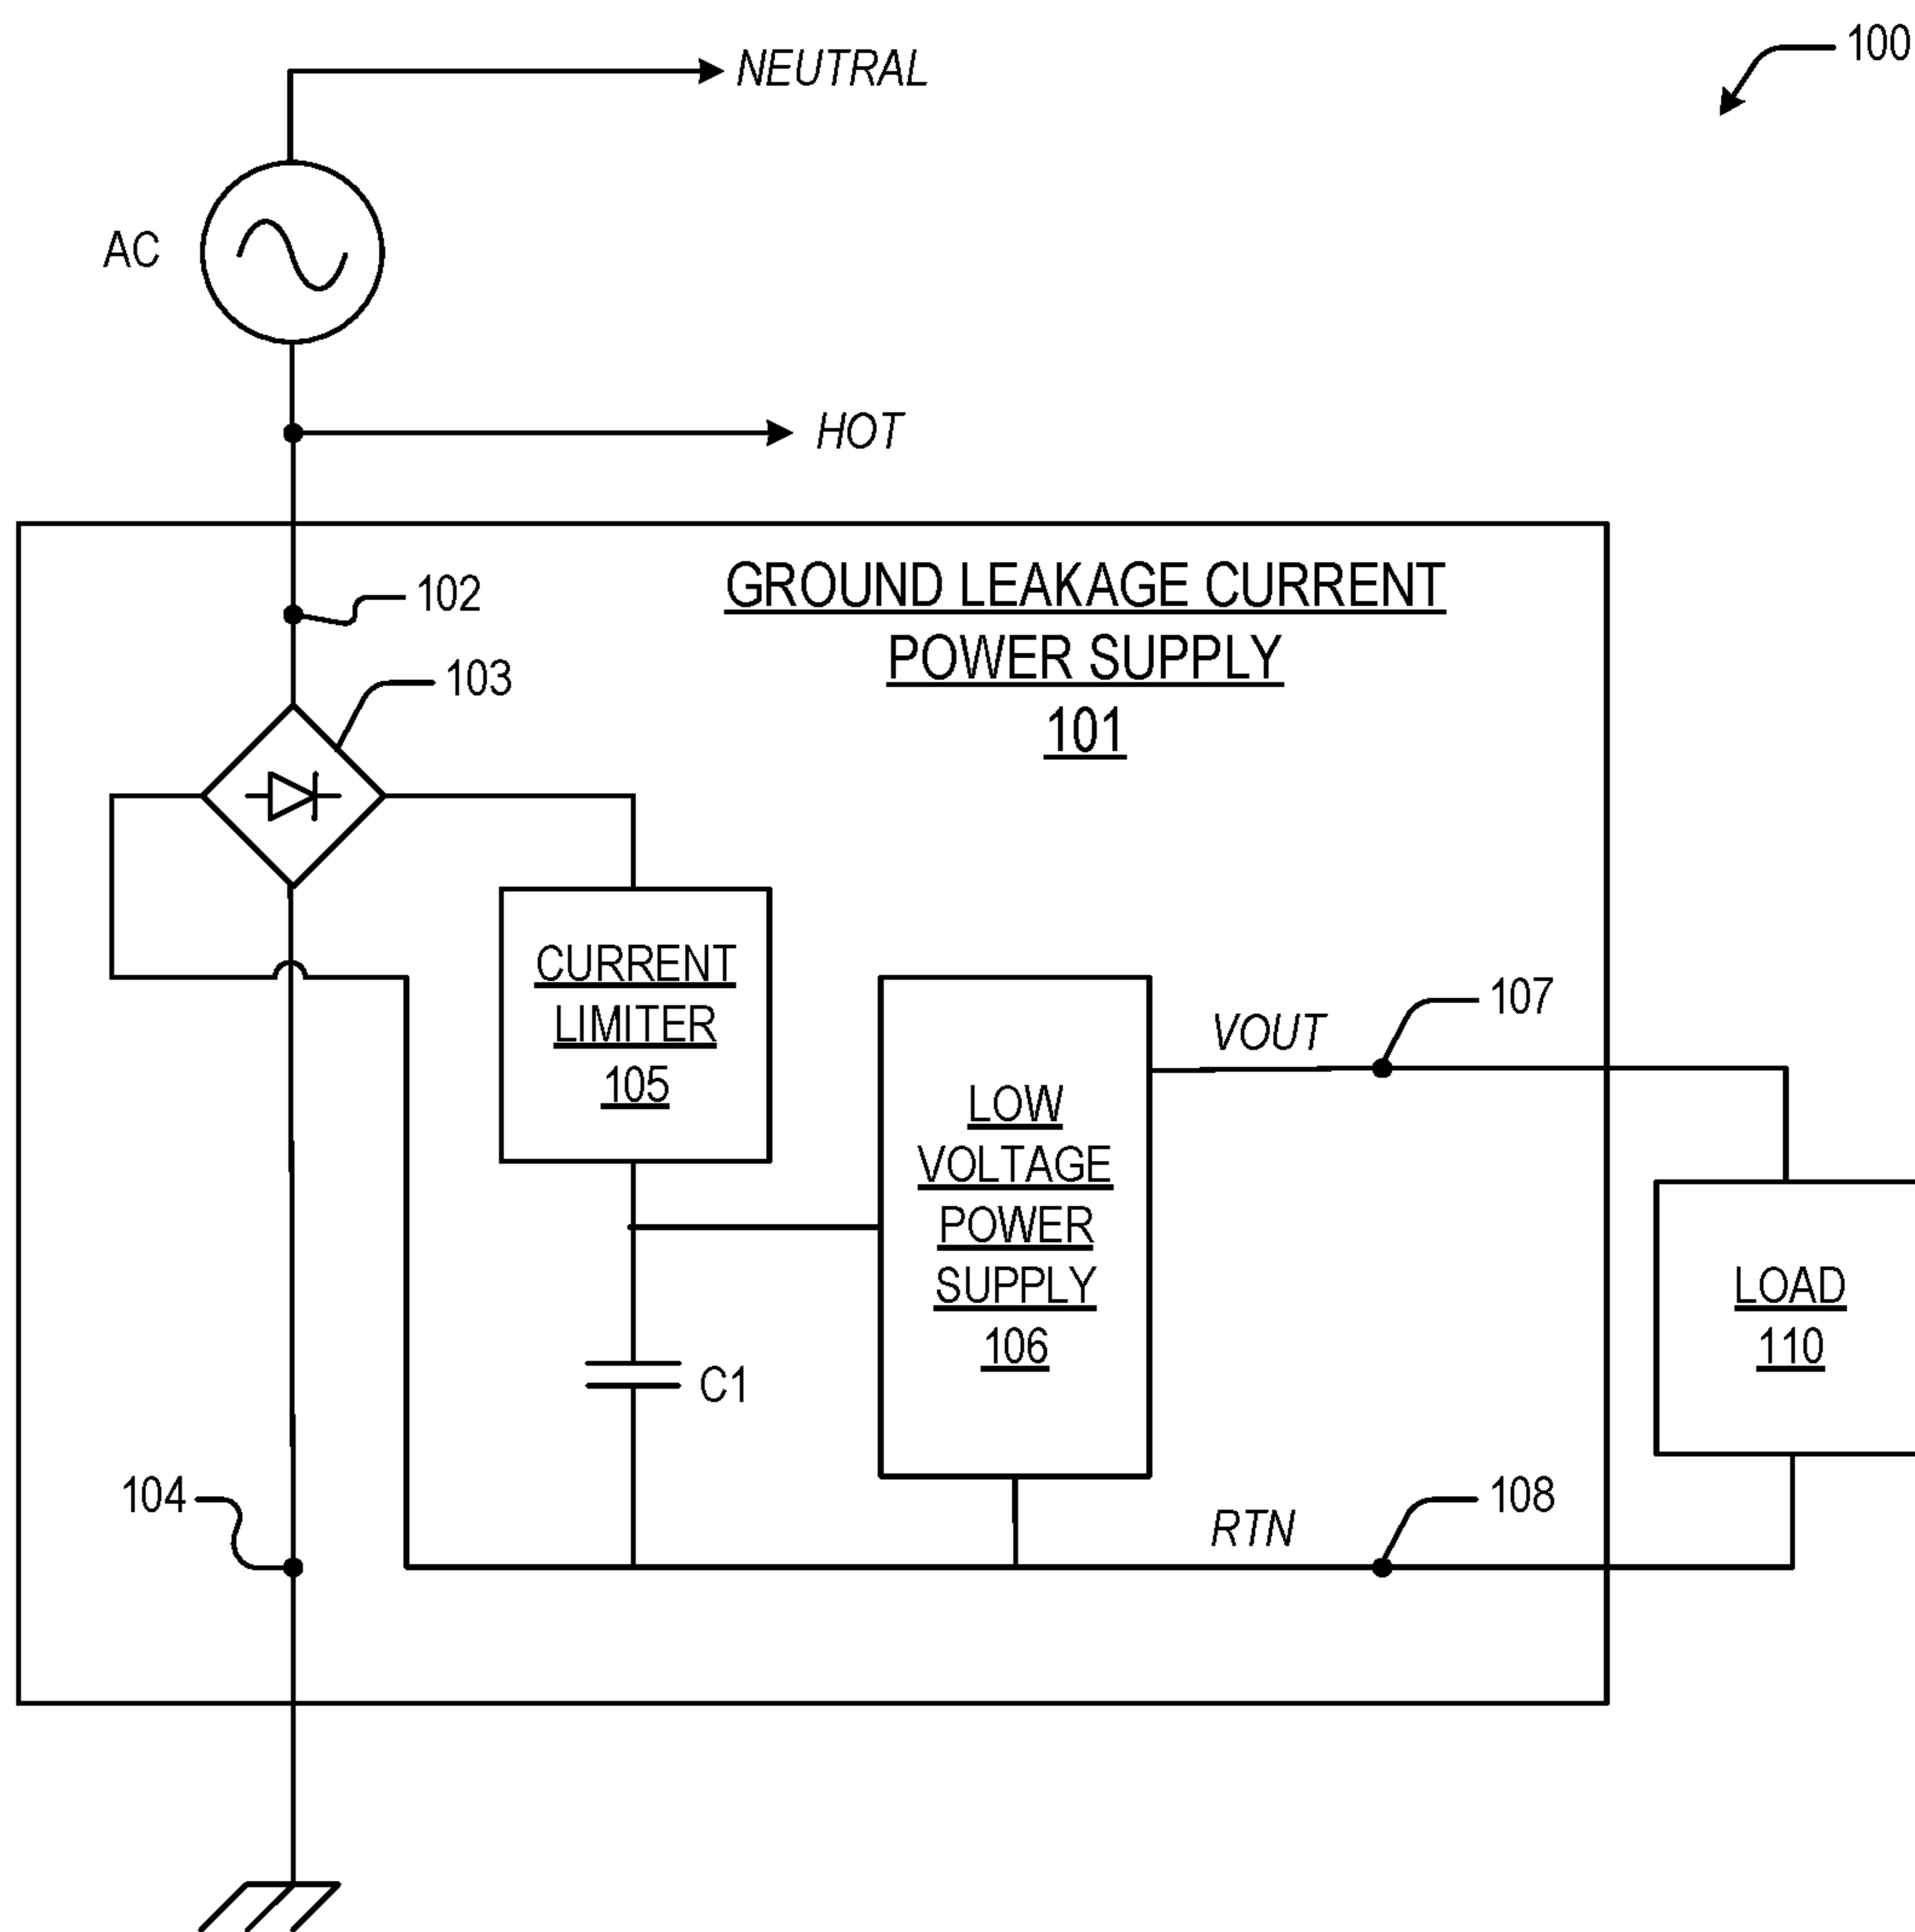 100
NEUTRAL
AC
HOT
GROUND LEAKAGE CURRENT
POWER SUPPLY
101
102
103
CURRENT
LIMITER
105
107
VOUT
LOW
VOLTAGE
POWER
SUPPLY
106
LOAD
110
C1
104
108
RTN